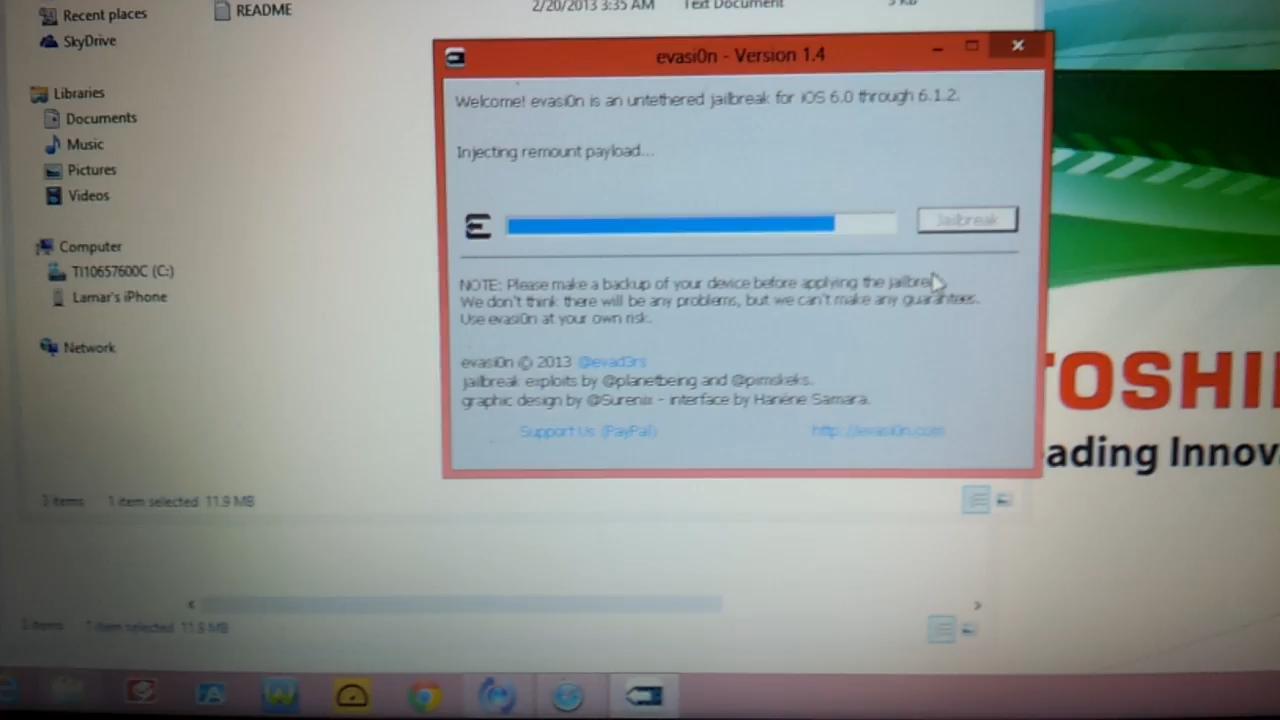 Recent places
README
2/20/2013 3:35 AM
Text Document
SkyDrive
Libraries
Documents
Music
Pictures
Videos
Computer
TI10657600C (C:)
Lamar's iPhone
Network
evasi0n - Version 1.4
Welcome! evasi0n is an untethered jailbreak for iOS 6.0 through 6.1.2.
Injecting remount payload...
Jailbreak
NOTE: Please make a backup of your device before applying the jailbrea
We don't think there will be any problems, but we can't make any guarantees.
Use evasi0n at your own risk.
evasi0n © 2013 @evad3rs
jailbreak exploits by @planetbeing and @pimskeks.
graphic design by @Surenix - interface by Hanéne Samara.
Support Us (PayPal)
http://evasi0n.com
TOSHI
ading Innov
items 1 item selected 11.9 MB
items 1 item selected 11.9 MB